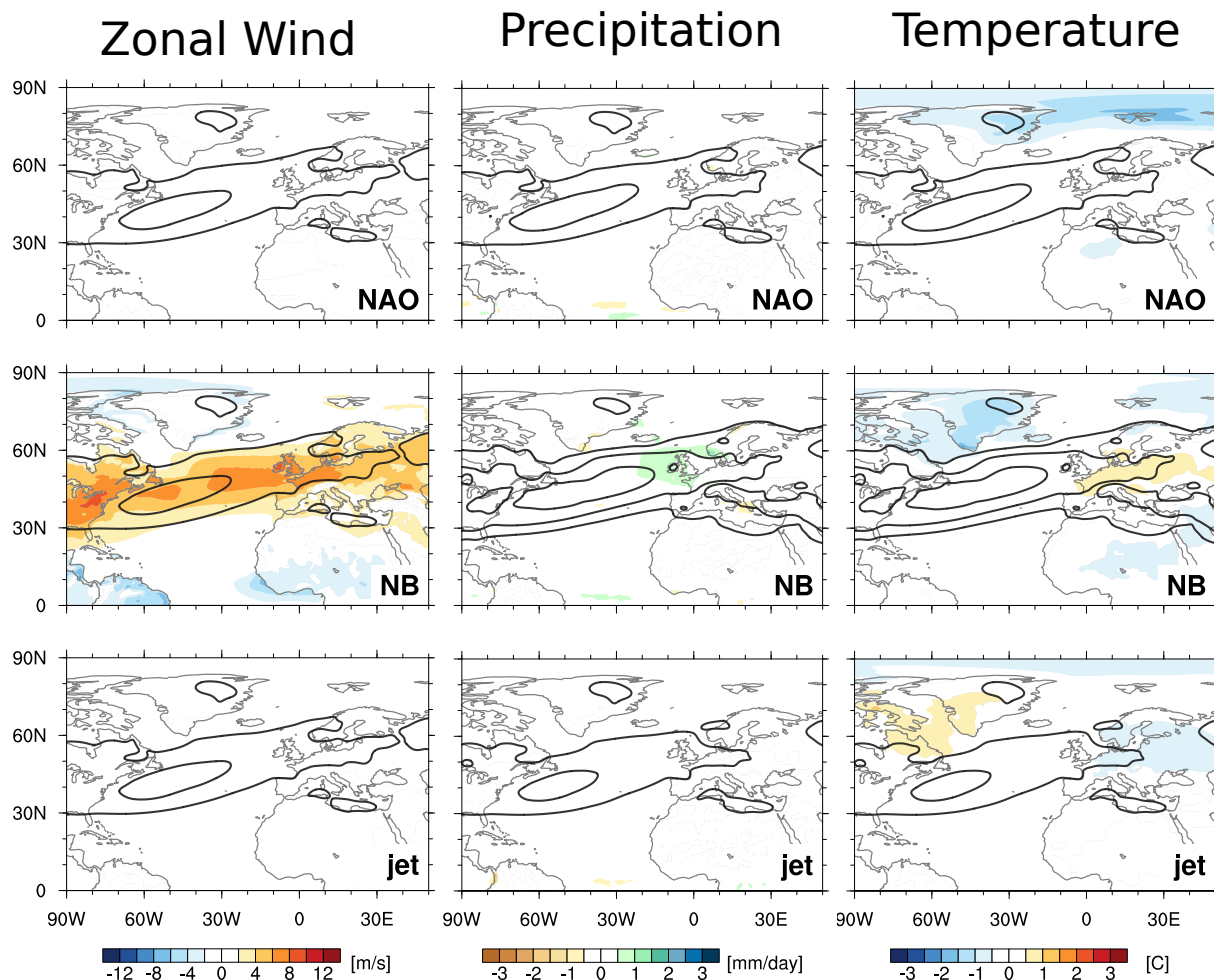 Zonal Wind Precipitation Temperature
90N
60N
30N
0
NAO NAO NAO
90N
60N
30N
0
NB NB NB
90N
60N
30N
0
jet jet jet
90W 60W 30W 0 30E 90W 60W 30W 0 30E 90W 60W 30W 0 30E
-12 -8 -4 0 4 8 12 [m/s] -3 -2 -1 0 1 2 3 [mm/day] -3 -2 -1 0 1 2 3 [C]